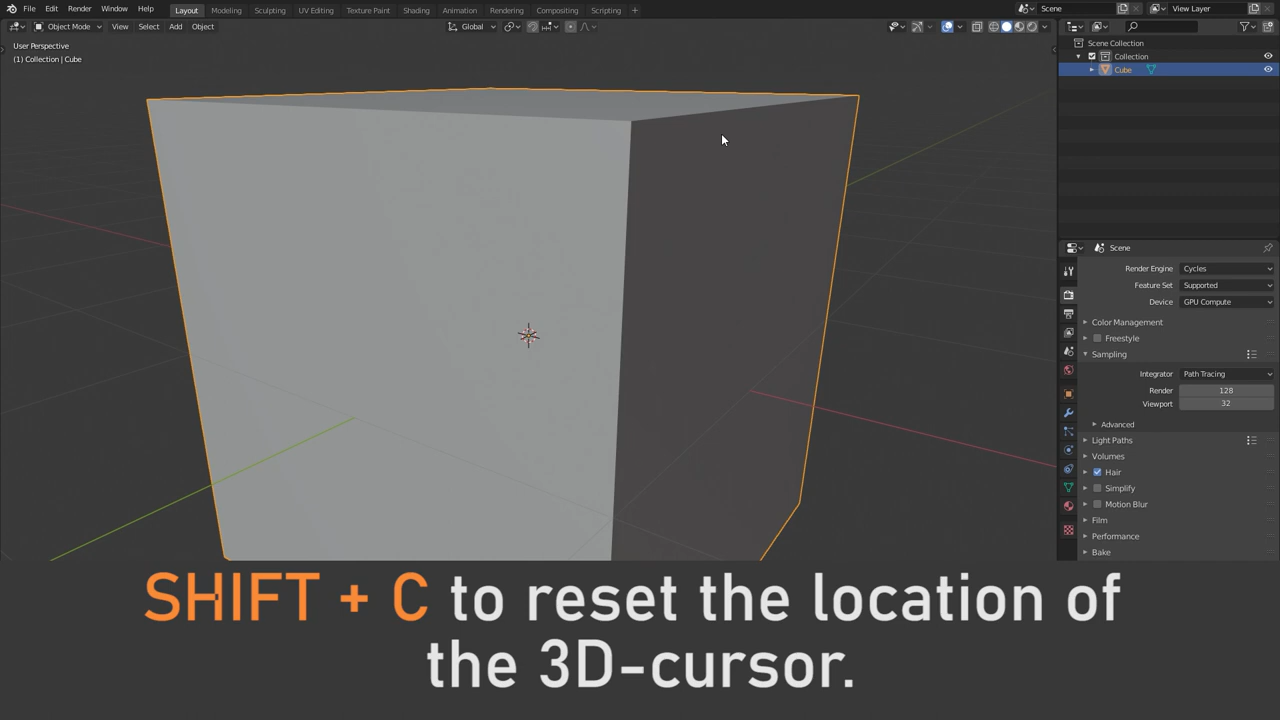 File Edit Render Window Help Layout Modeling Sculpting UV Editing Texture Paint Shading Animation Rendering Compositing Scripting + Scene View Layer
Object Mode View Select Add Object Global
User Perspective
(1) Collection | Cube
Scene Collection
Collection
Cube
Scene
Render Engine Cycles
Feature Set Supported
Device GPU Compute
Color Management
Freestyle
Sampling
Integrator Path Tracing
Render 128
Viewport 32
Advanced
Light Paths
Volumes
Hair
Simplify
Motion Blur
Film
Performance
Bake
SHIFT + C to reset the location of
the 3D-cursor.